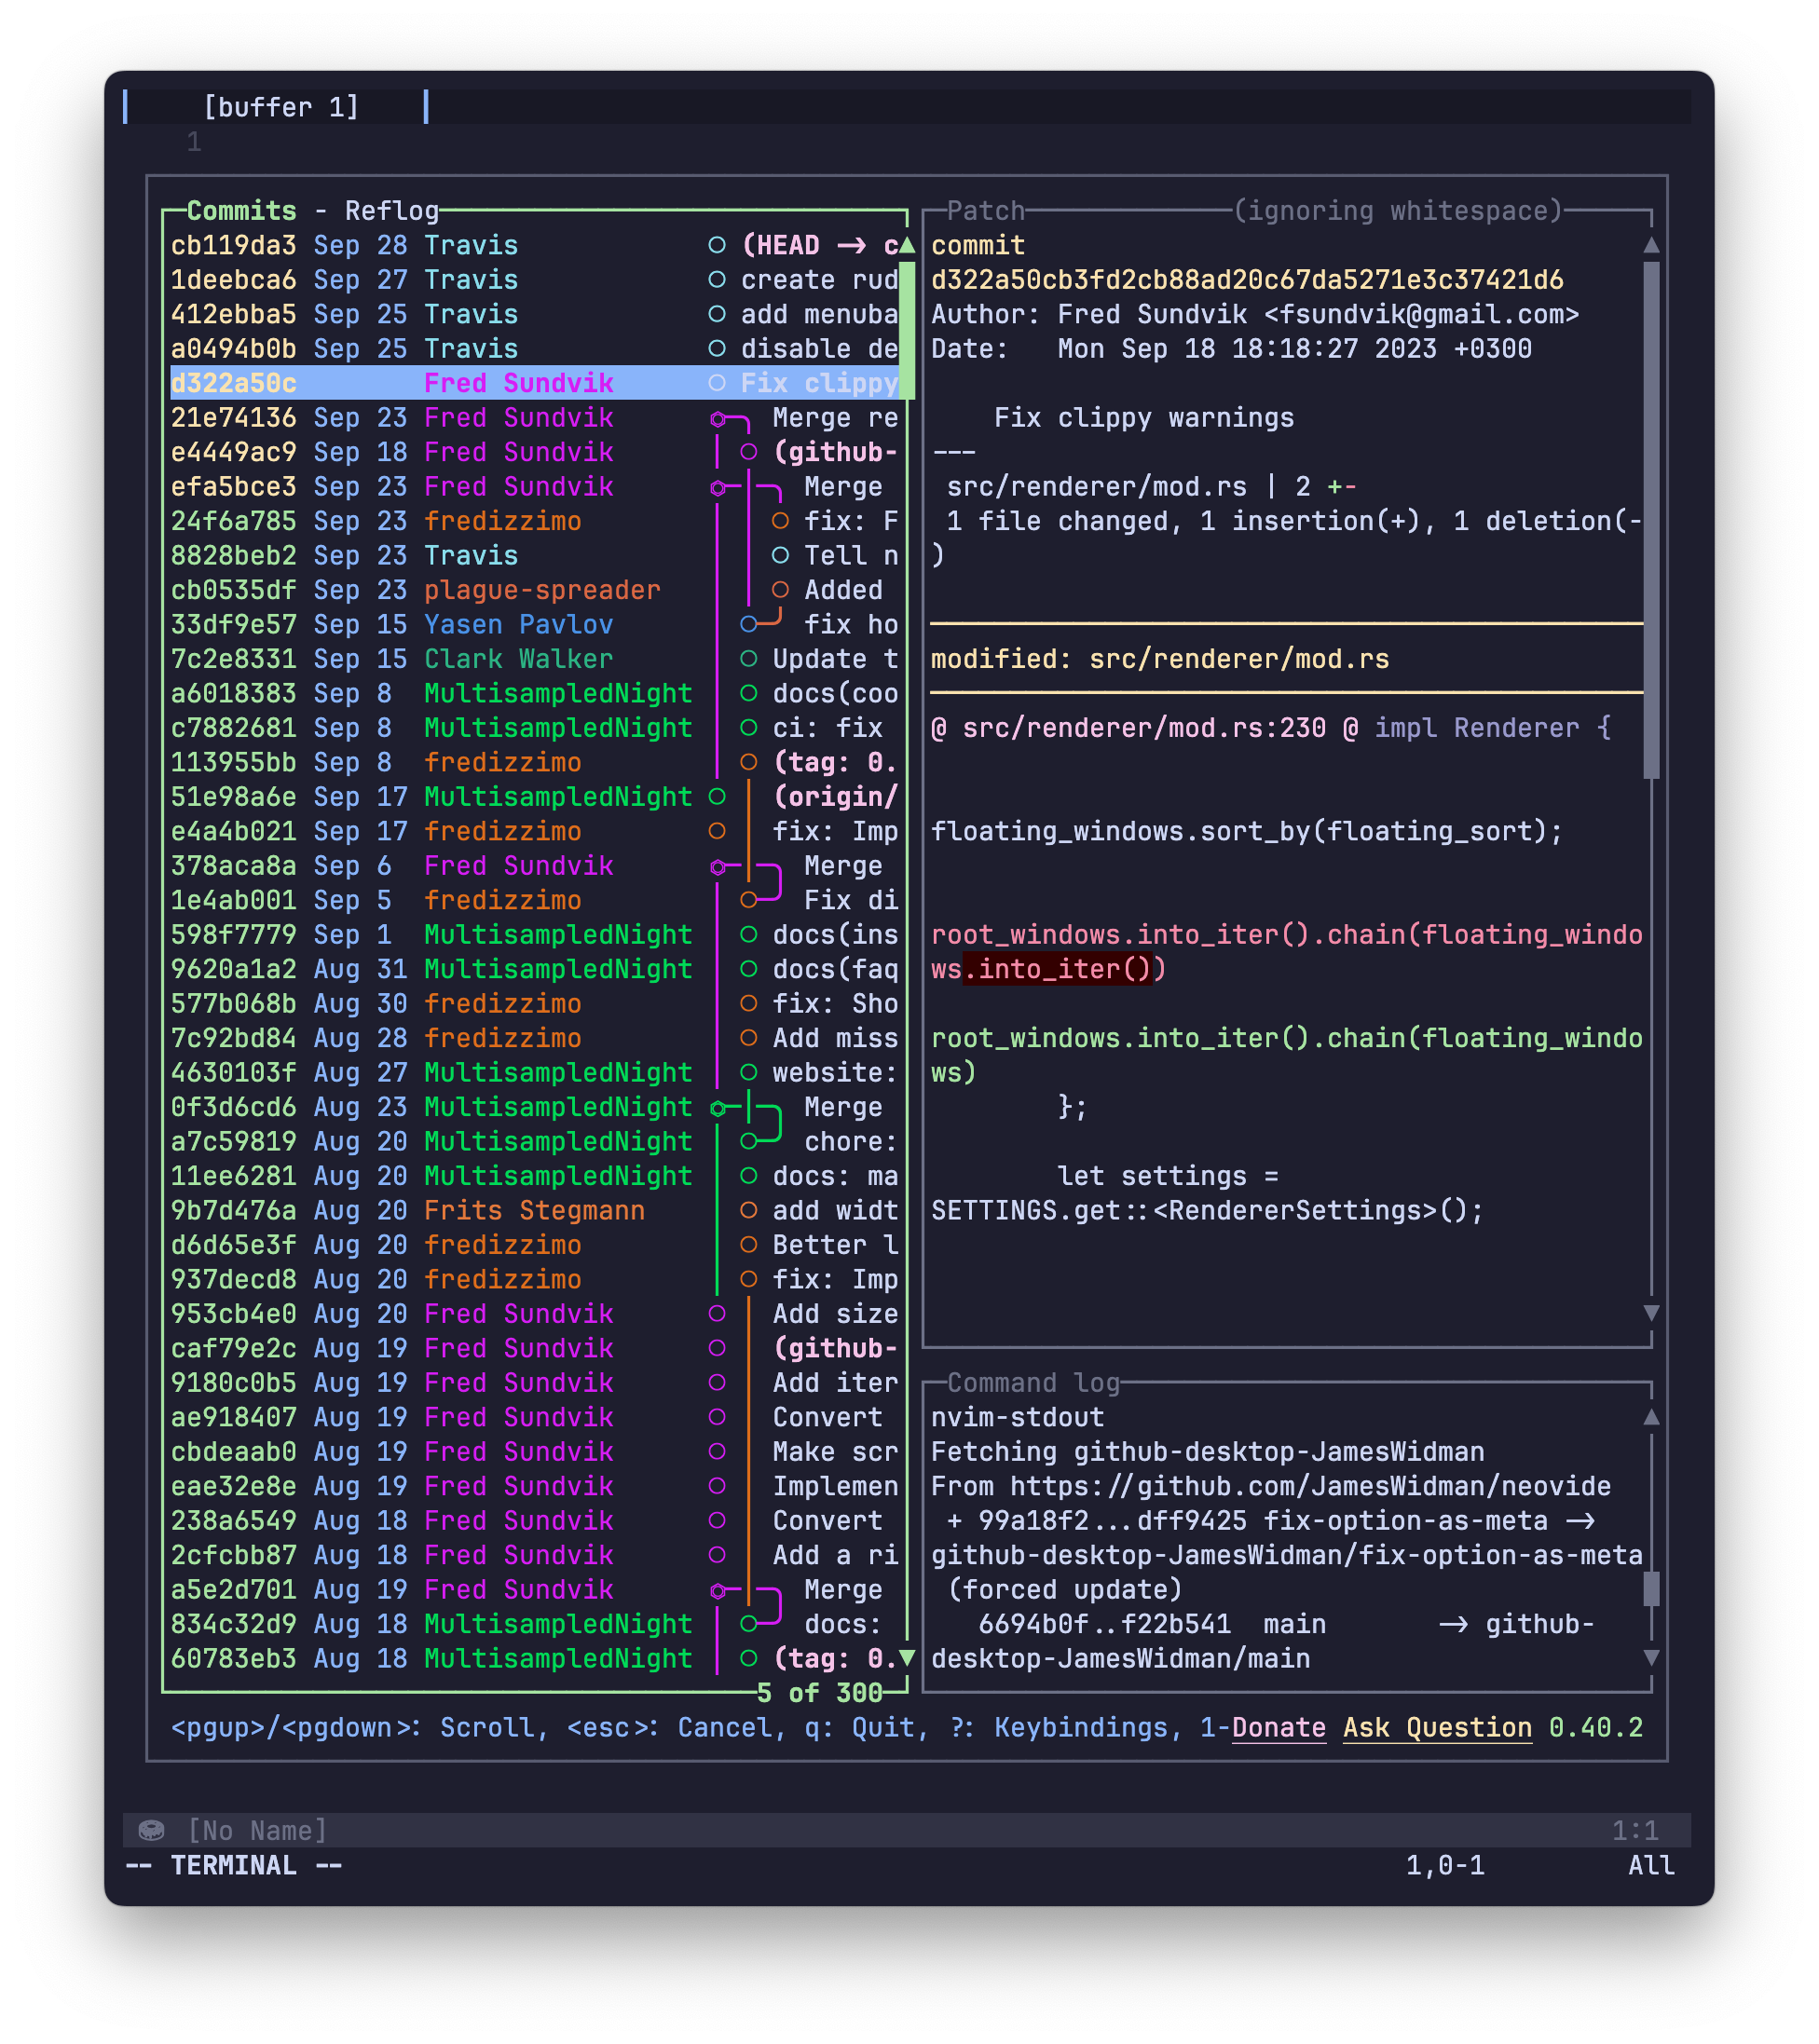 [buffer 1]
1
Commits - Reflog
cb119da3 Sep 28 Travis (HEAD -> c
1deebca6 Sep 27 Travis create rud
412ebba5 Sep 25 Travis add menuba
a0494b0b Sep 25 Travis disable de
d322a50c Fred Sundvik Fix clippy
21e74136 Sep 23 Fred Sundvik Merge re
e4449ac9 Sep 18 Fred Sundvik (github-
efa5bce3 Sep 23 Fred Sundvik Merge
24f6a785 Sep 23 fredizzimo fix: F
8828beb2 Sep 23 Travis Tell n
cb0535df Sep 23 plague-spreader Added
33df9e57 Sep 15 Yasen Pavlov fix ho
7c2e8331 Sep 15 Clark Walker Update t
a6018383 Sep 8 MultisampledNight docs(coo
c7882681 Sep 8 MultisampledNight ci: fix
113955bb Sep 8 fredizzimo (tag: 0.
51e98a6e Sep 17 MultisampledNight (origin/
e4a4b021 Sep 17 fredizzimo fix: Imp
378aca8a Sep 6 Fred Sundvik Merge
1e4ab001 Sep 5 fredizzimo Fix di
598f7779 Sep 1 MultisampledNight docs(ins
9620a1a2 Aug 31 MultisampledNight docs(faq
577b068b Aug 30 fredizzimo fix: Sho
7c92bd84 Aug 28 fredizzimo Add miss
4630103f Aug 27 MultisampledNight website:
0f3d6cd6 Aug 23 MultisampledNight Merge
a7c59819 Aug 20 MultisampledNight chore:
11ee6281 Aug 20 MultisampledNight docs: ma
9b7d476a Aug 20 Frits Stegmann add widt
d6d65e3f Aug 20 fredizzimo Better l
937decd8 Aug 20 fredizzimo fix: Imp
953cb4e0 Aug 20 Fred Sundvik Add size
caf79e2c Aug 19 Fred Sundvik (github-
9180c0b5 Aug 19 Fred Sundvik Add iter
ae918407 Aug 19 Fred Sundvik Convert
cbdeaab0 Aug 19 Fred Sundvik Make scr
eae32e8e Aug 19 Fred Sundvik Implemen
238a6549 Aug 18 Fred Sundvik Convert
2cfcbb87 Aug 18 Fred Sundvik Add a ri
a5e2d701 Aug 19 Fred Sundvik Merge
834c32d9 Aug 18 MultisampledNight docs:
60783eb3 Aug 18 MultisampledNight (tag: 0.
5 of 300
Patch (ignoring whitespace)
commit
d322a50cb3fd2cb88ad20c67da5271e3c37421d6
Author: Fred Sundvik <fsundvik@gmail.com>
Date:   Mon Sep 18 18:18:27 2023 +0300
Fix clippy warnings
---
src/renderer/mod.rs | 2 +-
1 file changed, 1 insertion(+), 1 deletion(-
)
modified: src/renderer/mod.rs
@ src/renderer/mod.rs:230 @ impl Renderer {
floating_windows.sort_by(floating_sort);
root_windows.into_iter().chain(floating_windo
ws.into_iter())
root_windows.into_iter().chain(floating_windo
ws)
};
let settings =
SETTINGS.get::<RendererSettings>();
Command log
nvim-stdout
Fetching github-desktop-JamesWidman
From https://github.com/JamesWidman/neovide
+ 99a18f2...dff9425 fix-option-as-meta ->
github-desktop-JamesWidman/fix-option-as-meta
(forced update)
6694b0f..f22b541  main       -> github-
desktop-JamesWidman/main
<pgup>/<pgdown>: Scroll, <esc>: Cancel, q: Quit, ?: Keybindings, 1-Donate Ask Question 0.40.2
[No Name] 1:1
-- TERMINAL -- 1,0-1 All